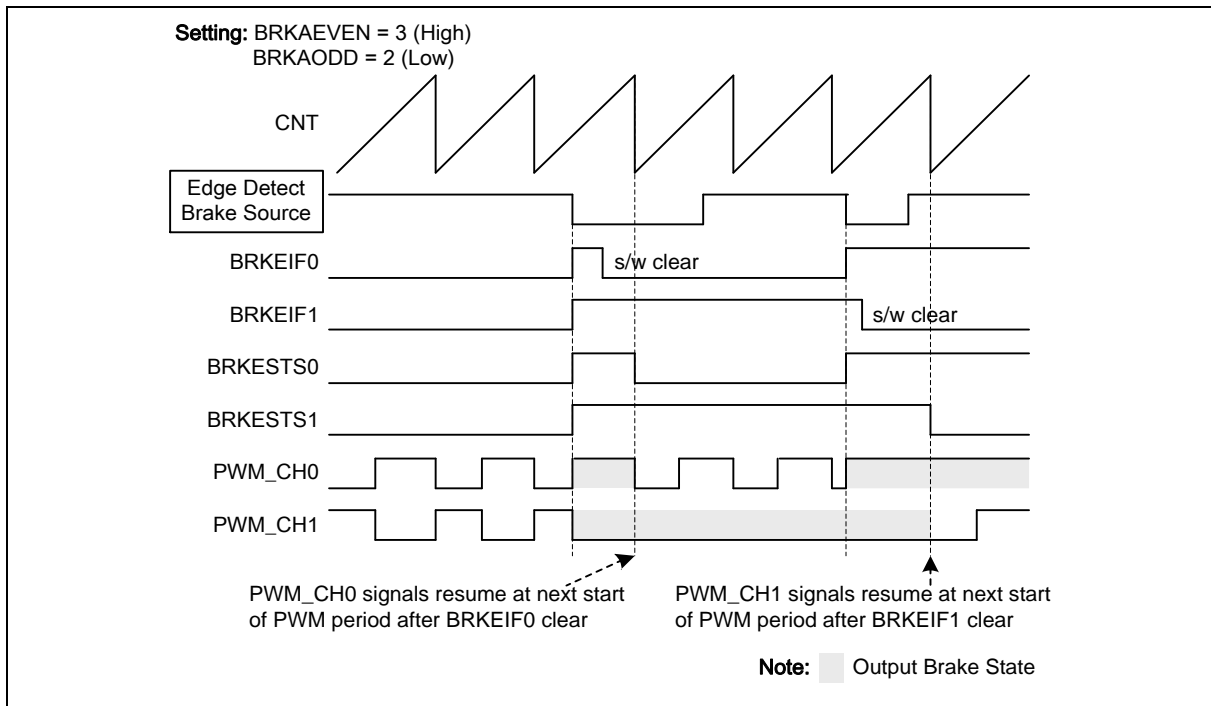 Setting: BRKAEVEN = 3 (High)
BRKAODD = 2 (Low)
CNT
Edge Detect
Brake Source
BRKEIF0
s/w clear
BRKEIF1
s/w clear
BRKESTS0
BRKESTS1
PWM_CH0
PWM_CH1
PWM_CH0 signals resume at next start
of PWM period after BRKEIF0 clear
PWM_CH1 signals resume at next start
of PWM period after BRKEIF1 clear
Note: Output Brake State